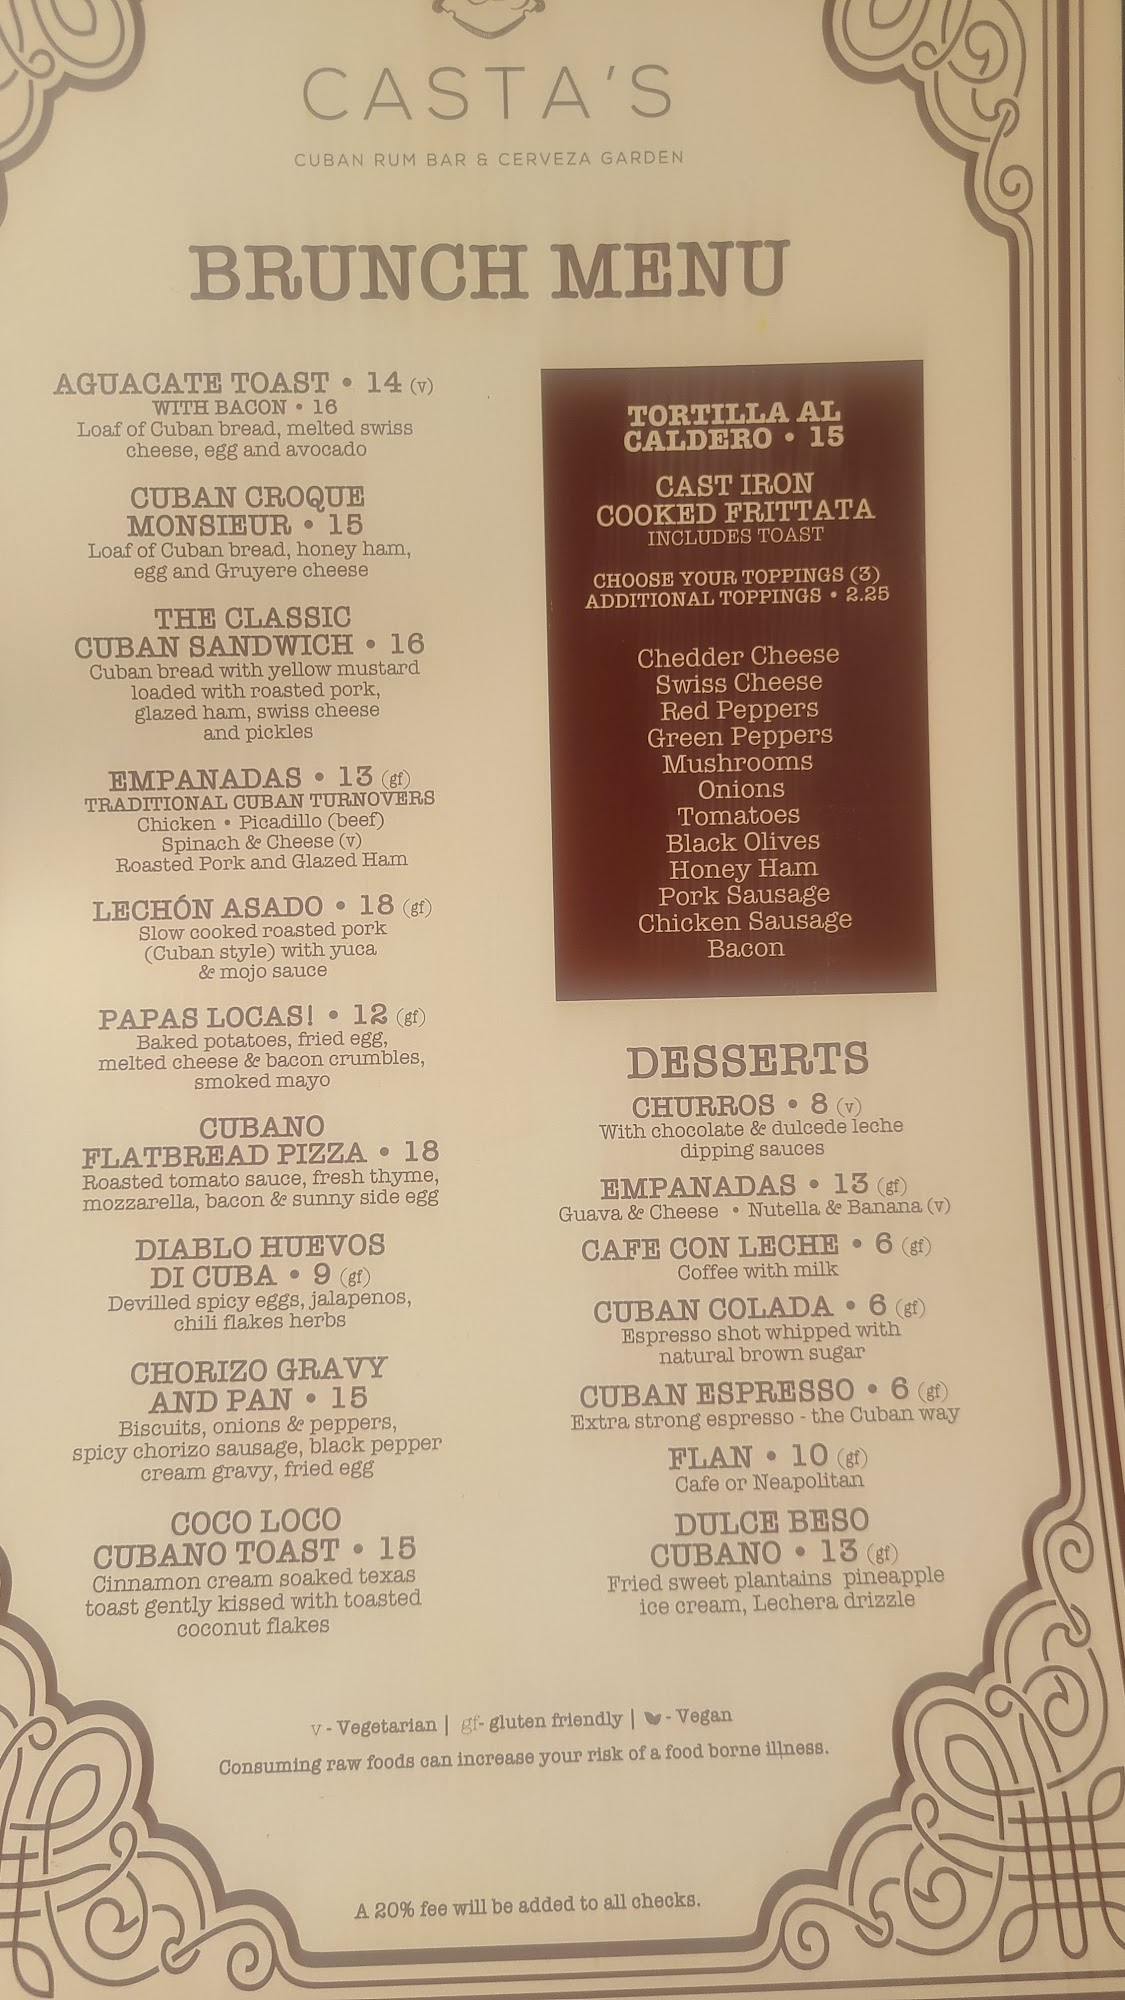 CASTA'S
CUBAN RUM BAR & CERVEZA GARDEN
BRUNCH MENU
AGUACATE TOAST • 14 (v)
WITH BACON • 16
Loaf of Cuban bread, melted swiss
cheese, egg and avocado
CUBAN CROQUE
MONSIEUR • 15
Loaf of Cuban bread, honey ham,
egg and Gruyere cheese
THE CLASSIC
CUBAN SANDWICH • 16
Cuban bread with yellow mustard
loaded with roasted pork,
glazed ham, swiss cheese
and pickles
EMPANADAS • 13 (gf)
TRADITIONAL CUBAN TURNOVERS
Chicken • Picadillo (beef)
Spinach & Cheese (v)
Roasted Pork and Glazed Ham
LECHÓN ASADO • 18 (gf)
Slow cooked roasted pork
(Cuban style) with yuca
& mojo sauce
PAPAS LOCAS! • 12 (gf)
Baked potatoes, fried egg,
melted cheese & bacon crumbles,
smoked mayo
CUBANO
FLATBREAD PIZZA • 18
Roasted tomato sauce, fresh thyme,
mozzarella, bacon & sunny side egg
DIABLO HUEVOS
DI CUBA • 9 (gf)
Devilled spicy eggs, jalapenos,
chili flakes herbs
CHORIZO GRAVY
AND PAN • 15
Biscuits, onions & peppers,
spicy chorizo sausage, black pepper
cream gravy, fried egg
COCO LOCO
CUBANO TOAST • 15
Cinnamon cream soaked texas
toast gently kissed with toasted
coconut flakes
TORTILLA AL
CALDERO • 15
CAST IRON
COOKED FRITTATA
INCLUDES TOAST
CHOOSE YOUR TOPPINGS (3)
ADDITIONAL TOPPINGS • 2.25
Chedder Cheese
Swiss Cheese
Red Peppers
Green Peppers
Mushrooms
Onions
Tomatoes
Black Olives
Honey Ham
Pork Sausage
Chicken Sausage
Bacon
DESSERTS
CHURROS • 8 (v)
With chocolate & dulcede leche
dipping sauces
EMPANADAS • 13 (gf)
Guava & Cheese • Nutella & Banana (v)
CAFE CON LECHE • 6 (gf)
Coffee with milk
CUBAN COLADA • 6 (gf)
Espresso shot whipped with
natural brown sugar
CUBAN ESPRESSO • 6 (gf)
Extra strong espresso - the Cuban way
FLAN • 10 (gf)
Cafe or Neapolitan
DULCE BESO
CUBANO • 13 (gf)
Fried sweet plantains pineapple
ice cream, Lechera drizzle
v - Vegetarian | gf- gluten friendly | - Vegan
Consuming raw foods can increase your risk of a food borne illness.
A 20% fee will be added to all checks.